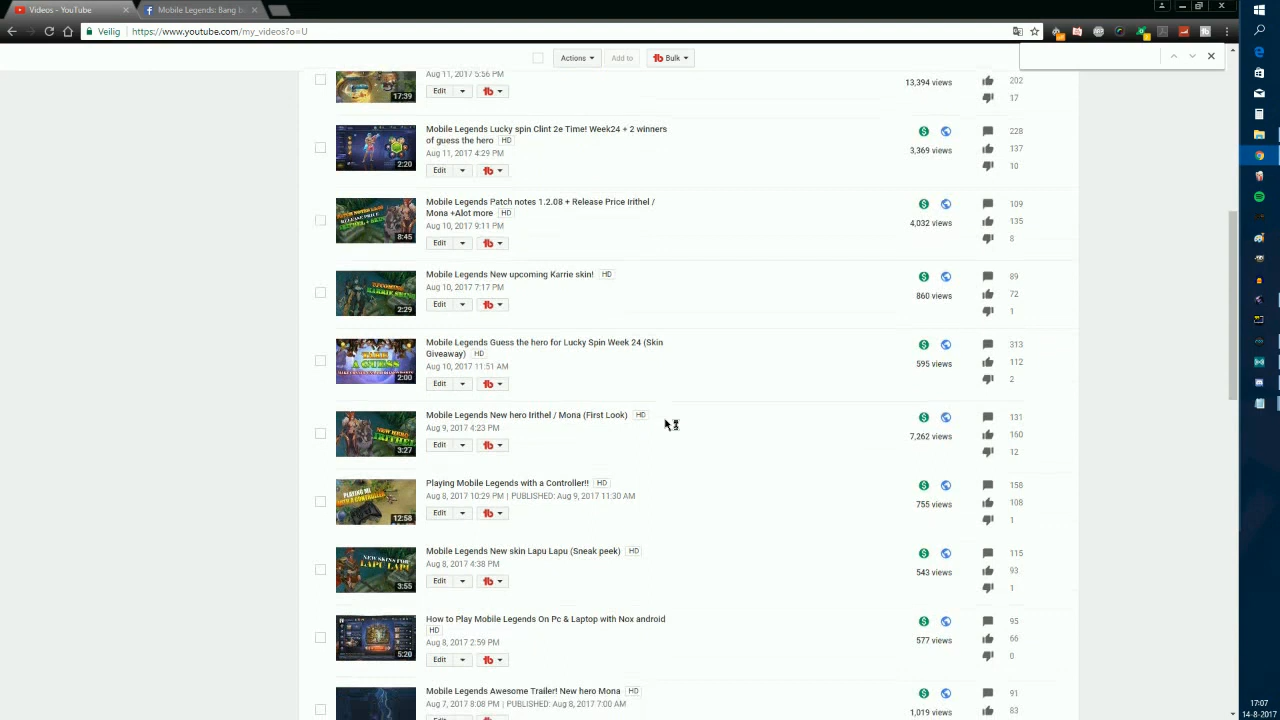 Videos - YouTube
Mobile Legends: Bang b
Veilig
https://www.youtube.com/my_videos?o=U
Actions
Add to
Bulk
Aug 11, 2017 5:56 PM
13,394 views
202
17:39
Edit
17
Mobile Legends Lucky spin Clint 2e Time! Week24 + 2 winners
of guess the hero HD
228
Aug 11, 2017 4:29 PM
3,369 views
137
2:20
Edit
10
Mobile Legends Patch notes 1.2.08 + Release Price Irithel /
Mona +Alot more HD
109
Aug 10, 2017 9:11 PM
4,032 views
135
8:45
Edit
8
Mobile Legends New upcoming Karrie skin! HD
89
Aug 10, 2017 7:17 PM
860 views
72
2:29
Edit
1
Mobile Legends Guess the hero for Lucky Spin Week 24 (Skin
Giveaway) HD
313
Aug 10, 2017 11:51 AM
595 views
112
2:00
Edit
2
Mobile Legends New hero Irithel / Mona (First Look) HD
131
Aug 9, 2017 4:23 PM
7,262 views
160
3:27
Edit
12
Playing Mobile Legends with a Controller!! HD
158
Aug 8, 2017 10:29 PM | PUBLISHED: Aug 9, 2017 11:30 AM
755 views
108
12:58
Edit
1
Mobile Legends New skin Lapu Lapu (Sneak peek) HD
115
Aug 8, 2017 4:38 PM
543 views
93
NEW SKINS FOR
LAPU LAPU
3:55
Edit
1
How to Play Mobile Legends On Pc & Laptop with Nox android
HD
95
Aug 8, 2017 2:59 PM
577 views
66
5:20
Edit
0
Mobile Legends Awesome Trailer! New hero Mona HD
91
Aug 7, 2017 8:08 PM | PUBLISHED: Aug 8, 2017 7:00 AM
1,019 views
83
17:07
14-8-2017